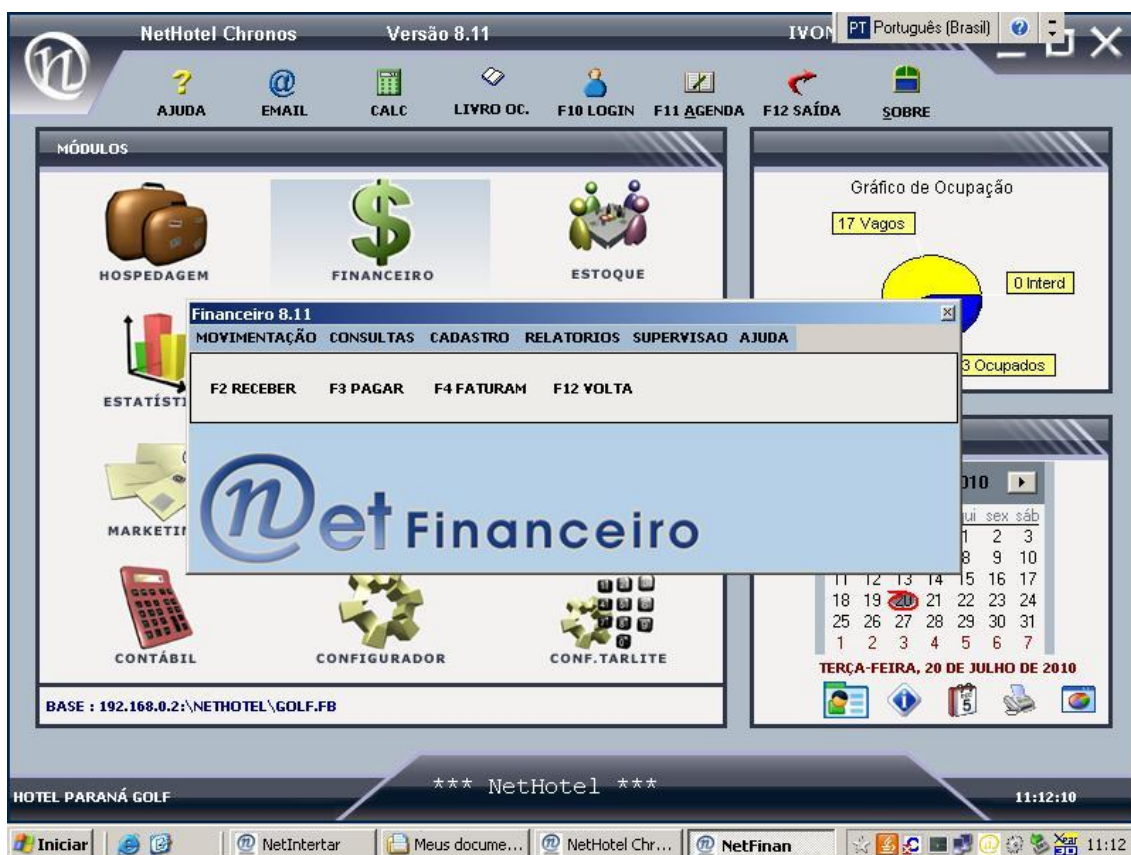 NetHotel Chronos Versão 8.11
PT Português (Brasil)
AJUDA EMAIL CALC LIVRO OC. F10 LOGIN F11 AGENDA F12 SAÍDA SOBRE
MÓDULOS
HOSPEDAGEM FINANCEIRO ESTOQUE
Gráfico de Ocupação
17 Vagos
0 Interd
3 Ocupados
Financeiro 8.11
MOVIMENTAÇÃO CONSULTAS CADASTRO RELATORIOS SUPERVISAO AJUDA
F2 RECEBER F3 PAGAR F4 FATURAM F12 VOLTA
net Financeiro
CONTÁBIL CONFIGURADOR CONF.TARLITE
BASE : 192.168.0.2:\NETHOTEL\GOLF.FB
sex sáb
1 2 3
8 9 10
11 12 13 14 15 16 17
18 19 20 21 22 23 24
25 26 27 28 29 30 31
1 2 3 4 5 6 7
TERÇA-FEIRA, 20 DE JULHO DE 2010
5
*** NetHotel ***
HOTEL PARANÁ GOLF 11:12:10
Iniciar NetIntertar Meus docume... NetHotel Chr... NetFinan 11:12